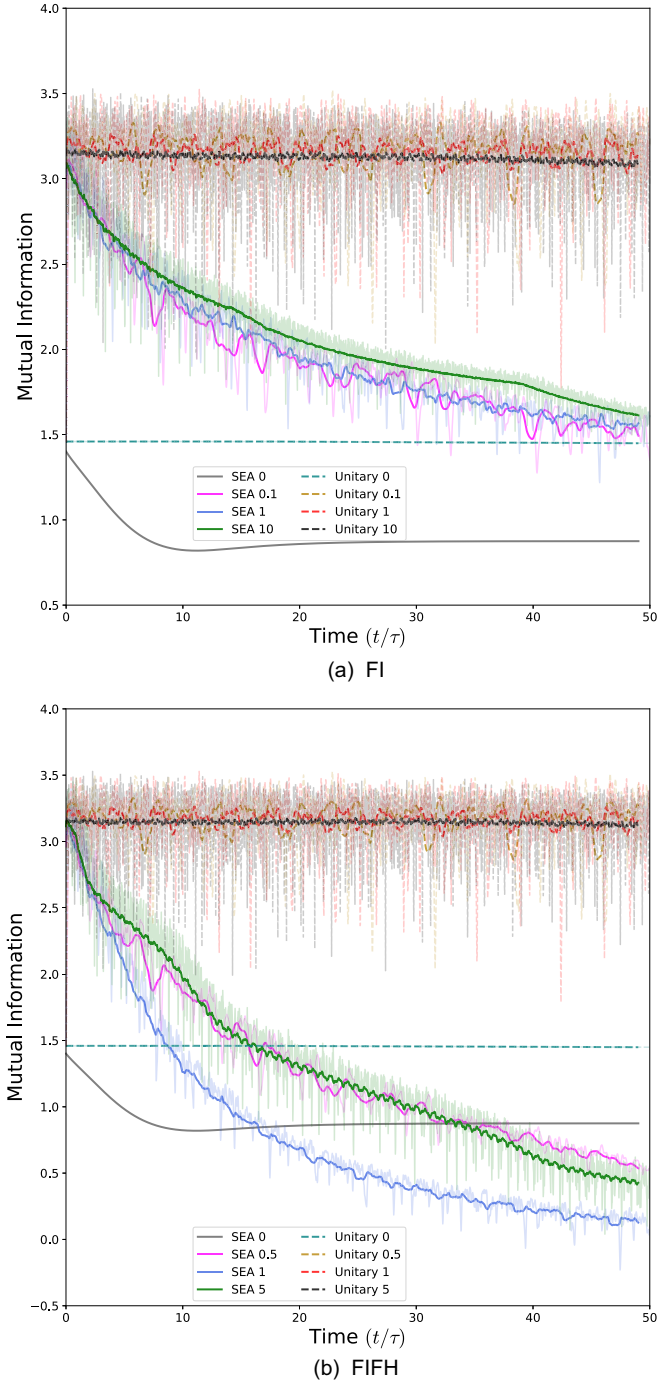 4.0
3.5
3.0
2.5
2.0
1.5
1.0
0.5
Mutual Information
SEA 0
SEA 0.1
SEA 1
SEA 10
Unitary 0
Unitary 0.1
Unitary 1
Unitary 10
0 10 20 30 40 50
Time (t/τ)
(a) FI
4.0
3.5
3.0
2.5
2.0
1.5
1.0
0.5
0.0
−0.5
Mutual Information
SEA 0
SEA 0.5
SEA 1
SEA 5
Unitary 0
Unitary 0.5
Unitary 1
Unitary 5
0 10 20 30 40 50
Time (t/τ)
(b) FIFH